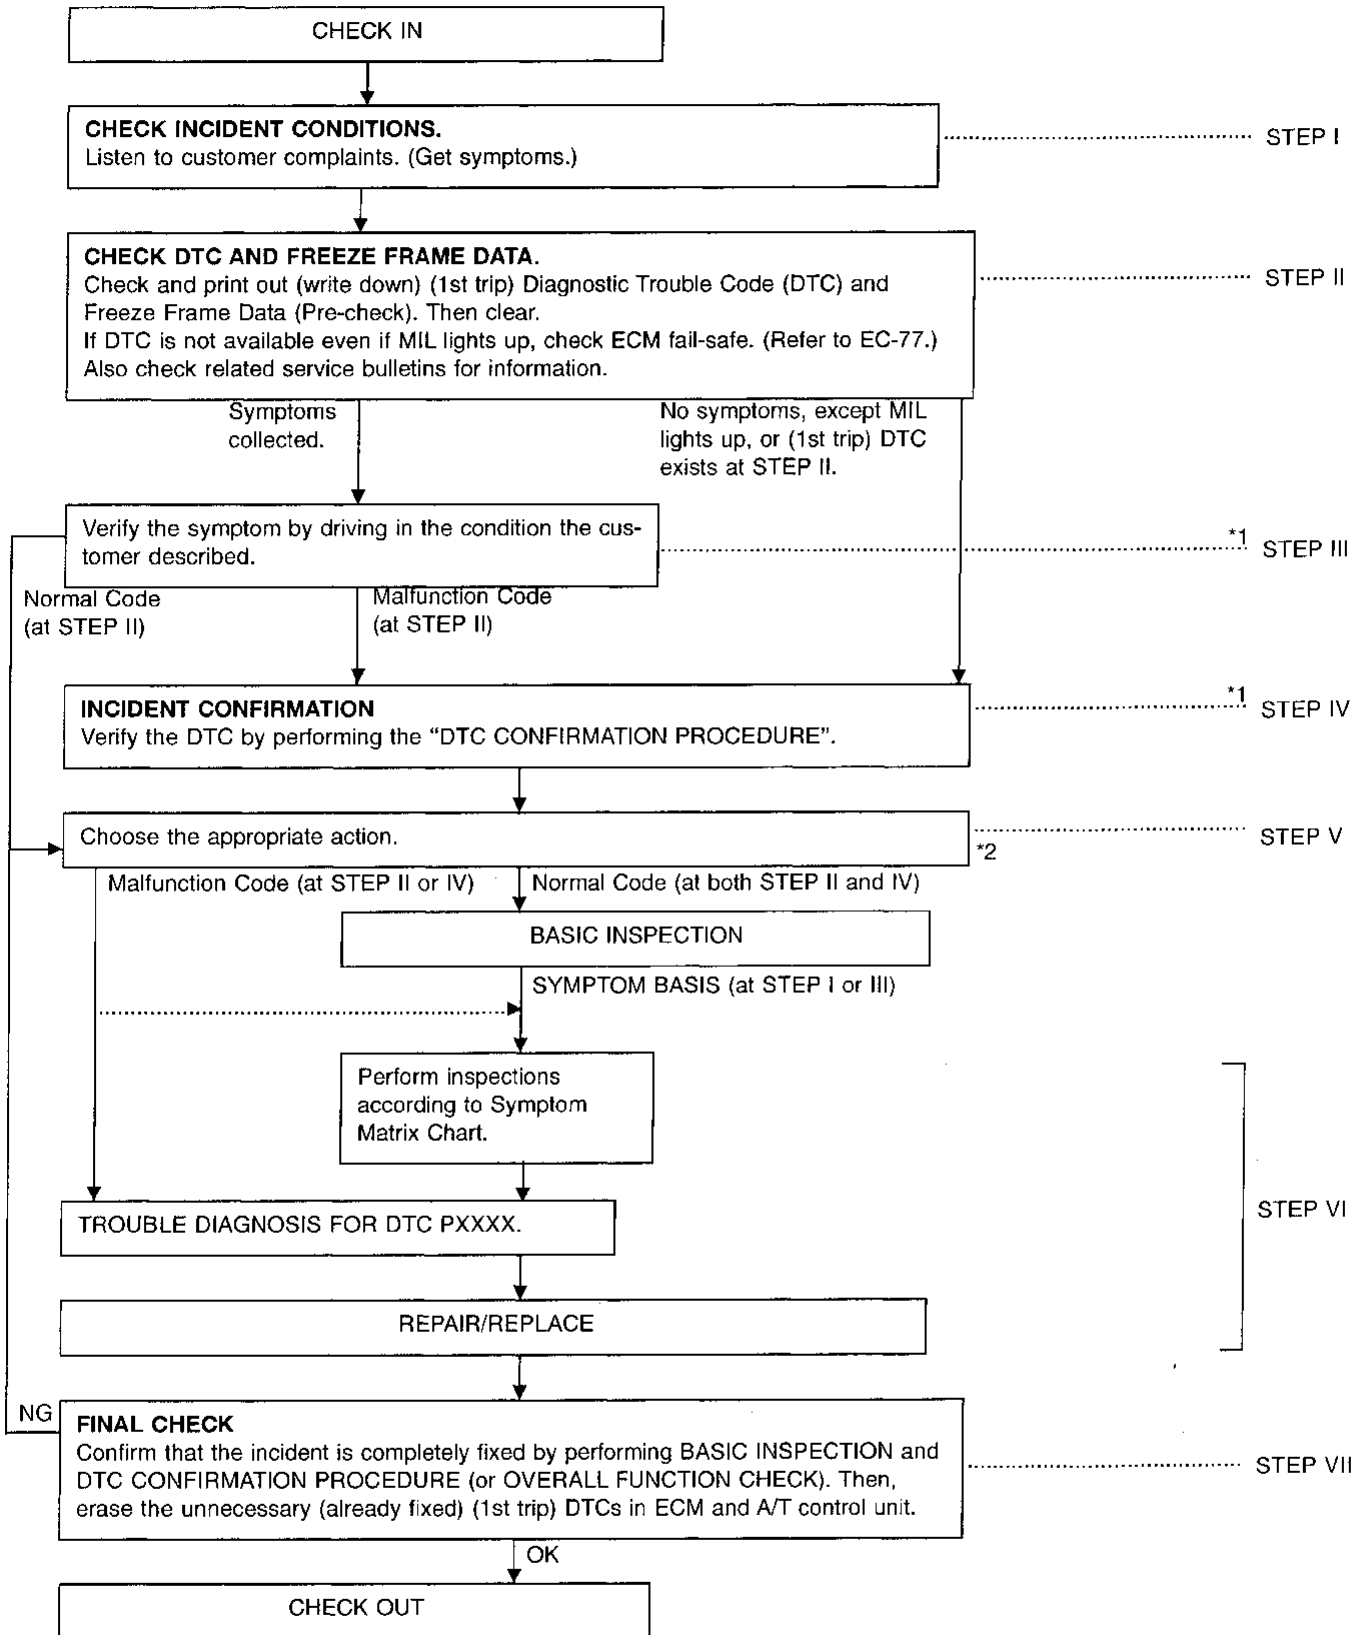 CHECK IN
CHECK INCIDENT CONDITIONS.
Listen to customer complaints. (Get symptoms.)
STEP I
CHECK DTC AND FREEZE FRAME DATA.
Check and print out (write down) (1st trip) Diagnostic Trouble Code (DTC) and
Freeze Frame Data (Pre-check). Then clear.
If DTC is not available even if MIL lights up, check ECM fail-safe. (Refer to EC-77.)
Also check related service bulletins for information.
STEP II
Symptoms
collected.
No symptoms, except MIL
lights up, or (1st trip) DTC
exists at STEP II.
Verify the symptom by driving in the condition the cus-
tomer described.
*1 STEP III
Normal Code
(at STEP II)
Malfunction Code
(at STEP II)
INCIDENT CONFIRMATION
Verify the DTC by performing the “DTC CONFIRMATION PROCEDURE”.
*1 STEP IV
Choose the appropriate action.
*2
STEP V
Malfunction Code (at STEP II or IV)
Normal Code (at both STEP II and IV)
BASIC INSPECTION
SYMPTOM BASIS (at STEP I or III)
Perform inspections
according to Symptom
Matrix Chart.
TROUBLE DIAGNOSIS FOR DTC PXXXX.
STEP VI
REPAIR/REPLACE
NG
FINAL CHECK
Confirm that the incident is completely fixed by performing BASIC INSPECTION and
DTC CONFIRMATION PROCEDURE (or OVERALL FUNCTION CHECK). Then,
erase the unnecessary (already fixed) (1st trip) DTCs in ECM and A/T control unit.
STEP VII
OK
CHECK OUT